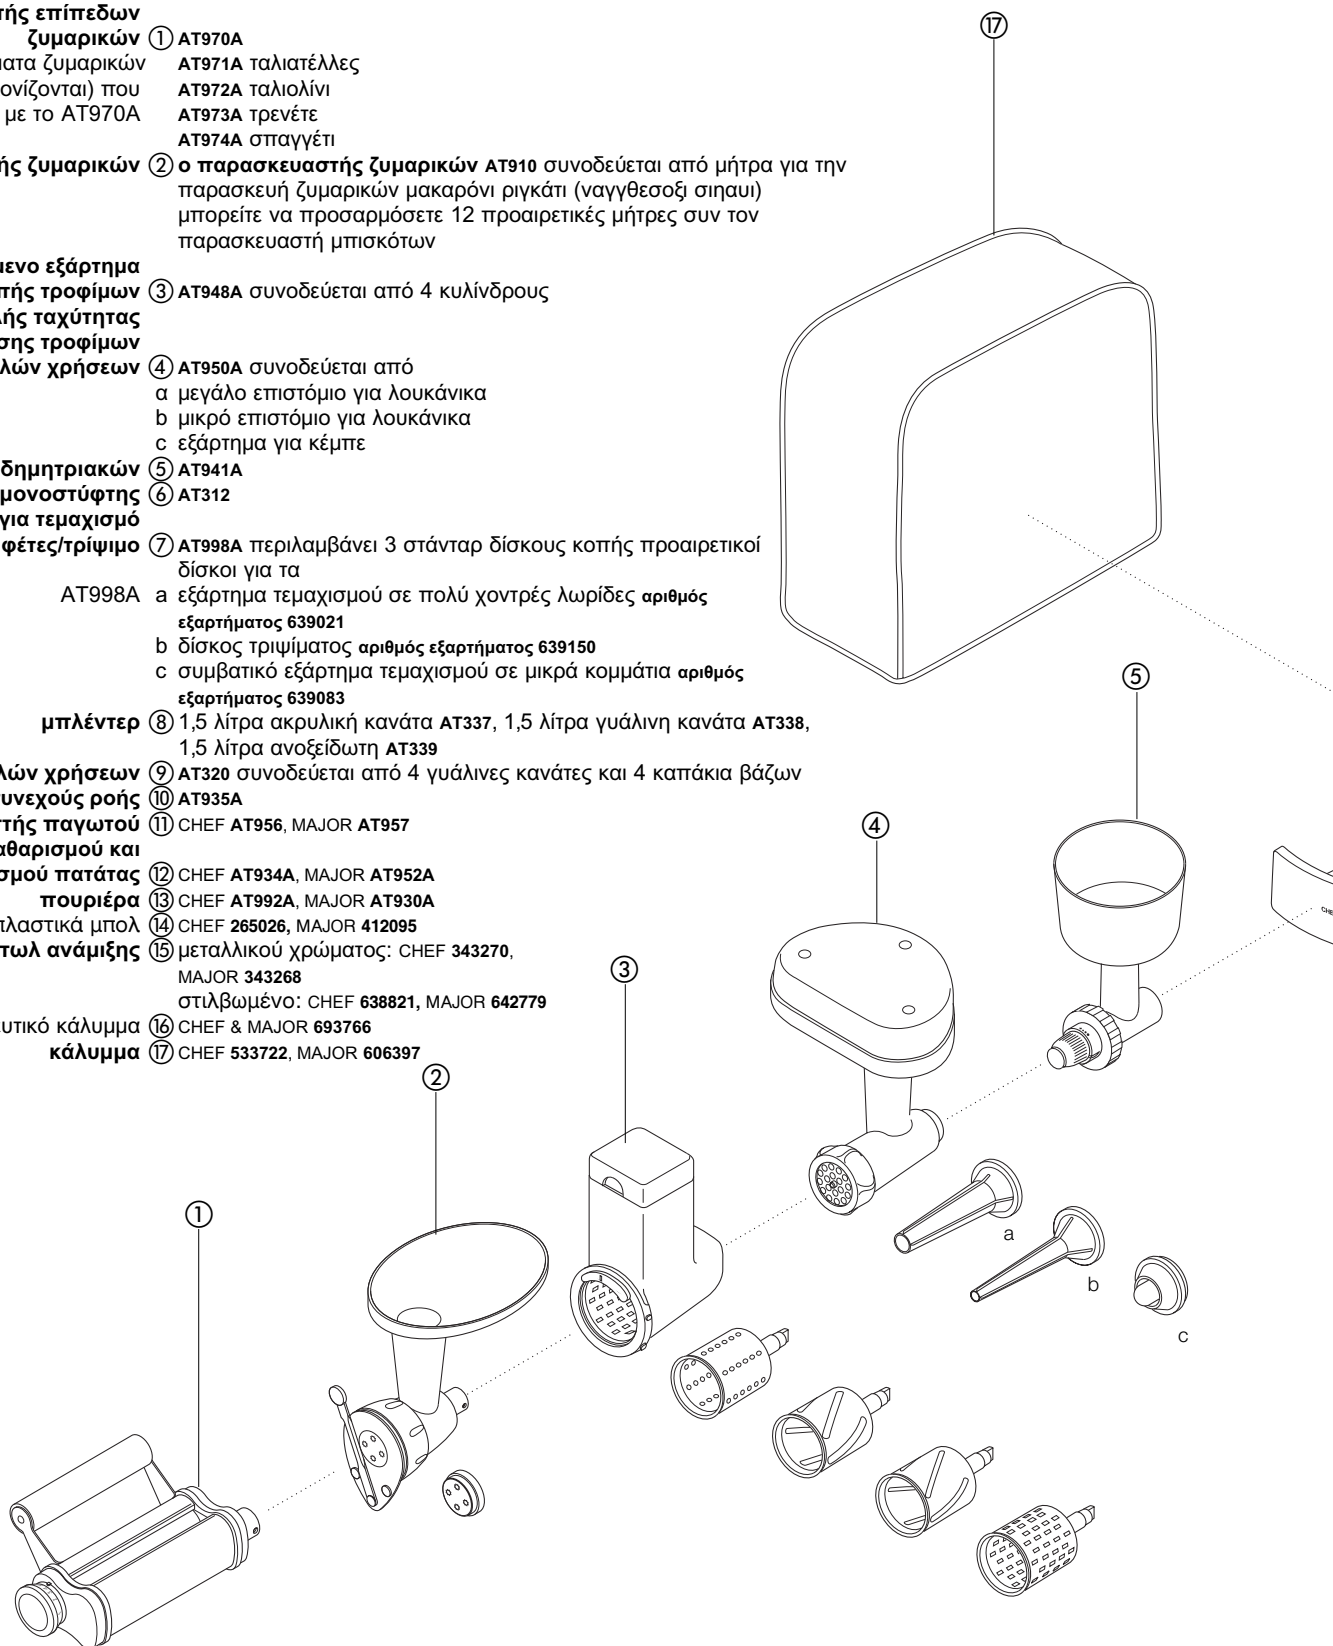 τής επίπεδων
ζυμαρικών ① AT970A
ατα ζυμαρικών AT971A ταλιατέλλες
ονίζονται) που AT972A ταλιολίνι
με το AT970A AT973A τρενέτε
AT974A σπαγγέτι
ής ζυμαρικών ② ο παρασκευαστής ζυμαρικών AT910 συνοδεύεται από μήτρα για την
παρασκευή ζυμαρικών μακαρόνι ριγκάτι (ναγγθεσοξι σιηαυι)
μπορείτε να προσαρμόσετε 12 προαιρετικές μήτρες συν τον
παρασκευαστή μπισκότων
μενο εξάρτημα
πής τροφίμων ③ AT948A συνοδεύεται από 4 κυλίνδρους
λής ταχύτητας
σης τροφίμων
λών χρήσεων ④ AT950A συνοδεύεται από
α μεγάλο επιστόμιο για λουκάνικα
b μικρό επιστόμιο για λουκάνικα
c εξάρτημα για κέμπε
δημητριακών ⑤ AT941A
μονοστύφτης ⑥ AT312
για τεμαχισμό
φέτες/τρίψιμο ⑦ AT998A περιλαμβάνει 3 στάνταρ δίσκους κοπής προαιρετικοί
δίσκοι για τα
AT998A a εξάρτημα τεμαχισμού σε πολύ χοντρές λωρίδες αριθμός
εξαρτήματος 639021
b δίσκος τριψίματος αριθμός εξαρτήματος 639150
c συμβατικό εξάρτημα τεμαχισμού σε μικρά κομμάτια αριθμός
εξαρτήματος 639083
μπλέντερ ⑧ 1,5 λίτρα ακρυλική κανάτα AT337, 1,5 λίτρα γυάλινη κανάτα AT338,
1,5 λίτρα ανοξείδωτη AT339
λών χρήσεων ⑨ AT320 συνοδεύεται από 4 γυάλινες κανάτες και 4 καπάκια βάζων
υνεχούς ροής ⑩ AT935A
τής παγωτού ⑪ CHEF AT956, MAJOR AT957
αθαρισμού και
σμού πατάτας ⑫ CHEF AT934A, MAJOR AT952A
πουριέρα ⑬ CHEF AT992A, MAJOR AT930A
πλαστικά μπολ ⑭ CHEF 265026, MAJOR 412095
πωλ ανάμιξης ⑮ μεταλλικού χρώματος: CHEF 343270,
MAJOR 343268
στιλβωμένο: CHEF 638821, MAJOR 642779
ευτικό κάλυμμα ⑯ CHEF & MAJOR 693766
κάλυμμα ⑰ CHEF 533722, MAJOR 606397
⑰
⑤
④
③
②
①
a
b
c
CHE